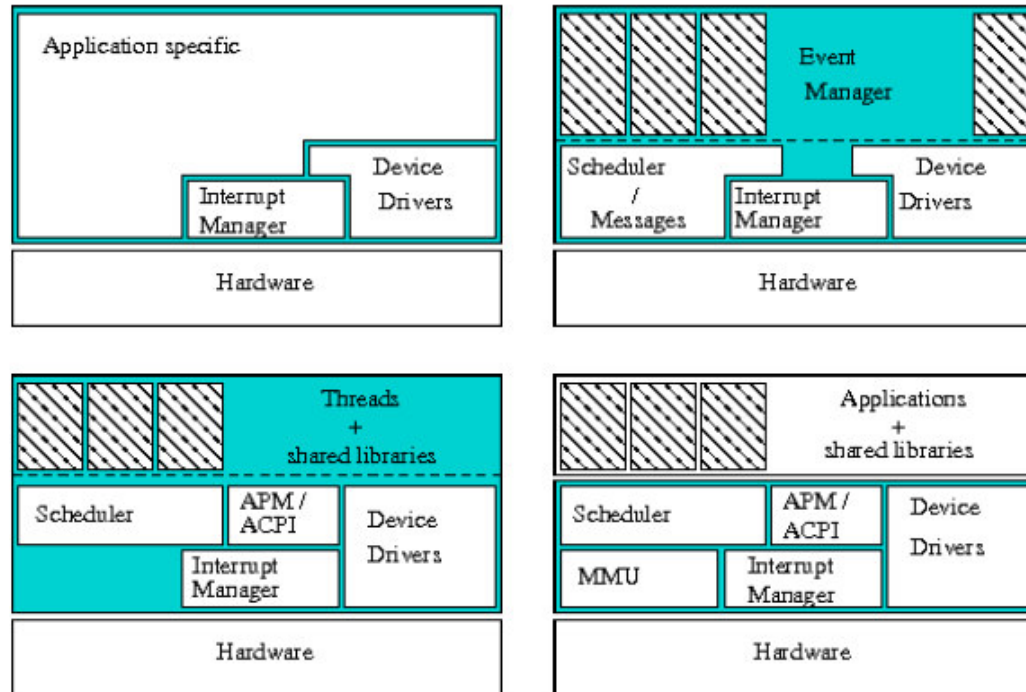 Application specific
Device
Drivers
Interrupt
Manager
Hardware
Event
Manager
Scheduler
/
Messages
Interrupt
Manager
Device
Drivers
Hardware
Threads
+
shared libraries
Scheduler
APM /
ACPI
Device
Drivers
Interrupt
Manager
Hardware
Applications
+
shared libraries
Scheduler
APM /
ACPI
Device
Drivers
MMU
Interrupt
Manager
Hardware